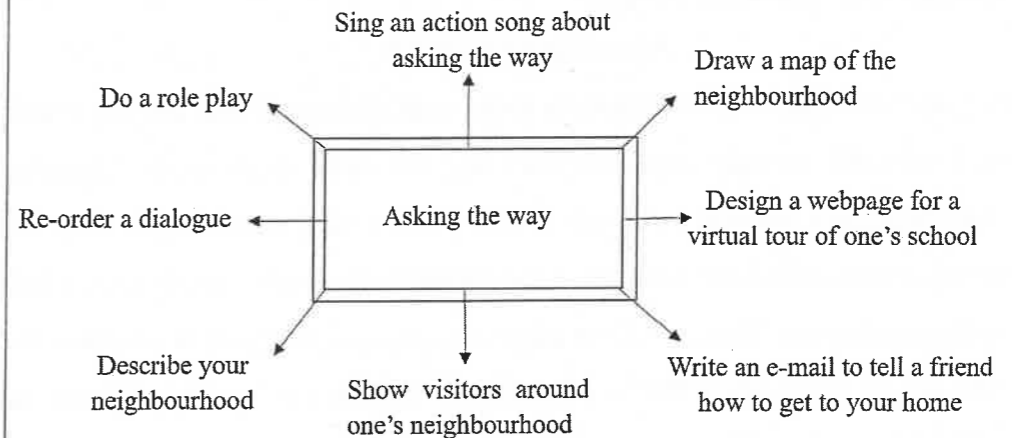 Sing an action song about
asking the way
Draw a map of the
neighbourhood
Do a role play
Re-order a dialogue
Asking the way
Design a webpage for a
virtual tour of one's school
Describe your
neighbourhood
Show visitors around
one's neighbourhood
Write an e-mail to tell a friend
how to get to your home